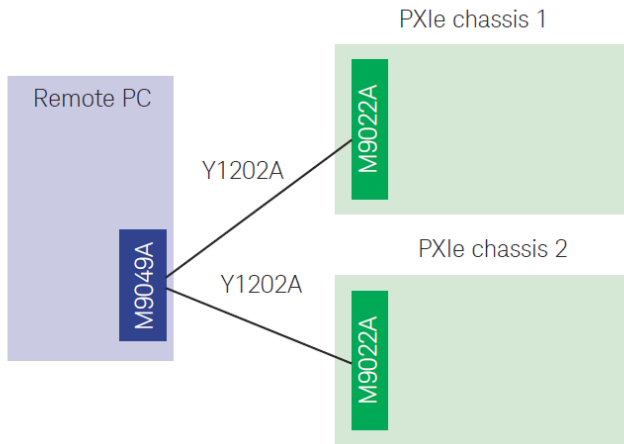 PXIe chassis 1
Remote PC
M9022A
Y1202A
M9049A
PXIe chassis 2
Y1202A
M9022A